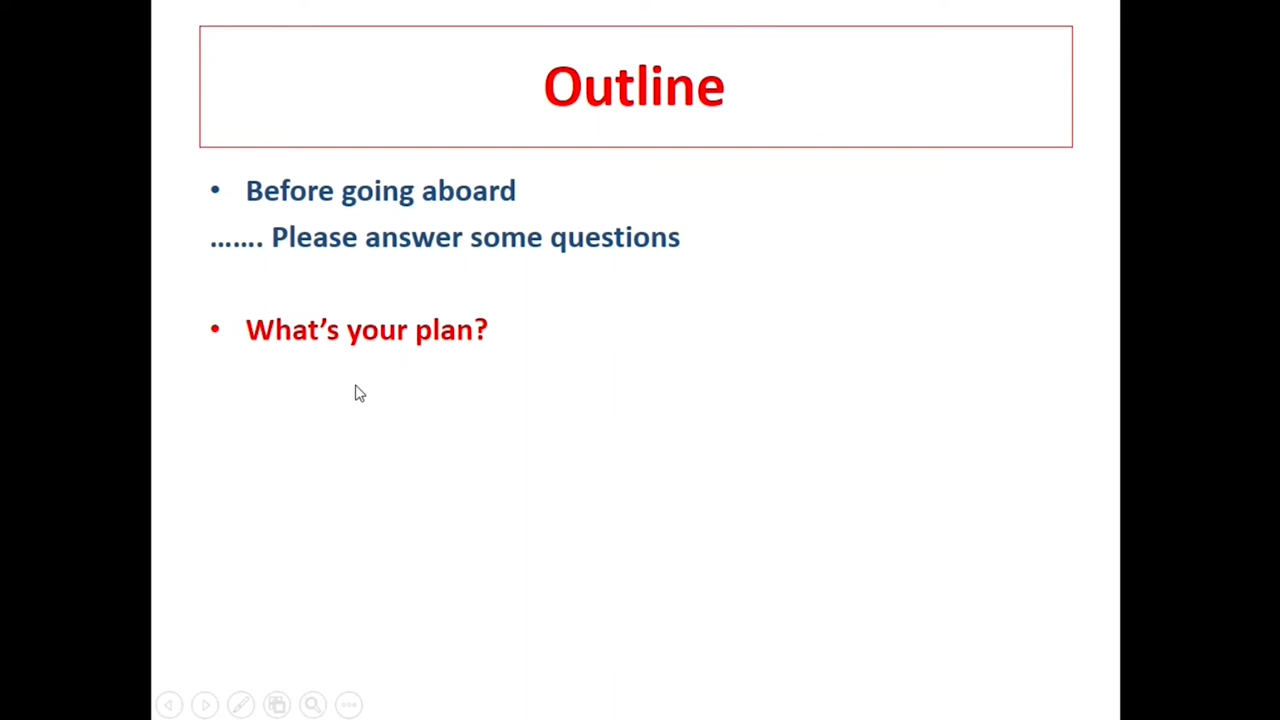 Outline
• Before going aboard
……. Please answer some questions
• What’s your plan?